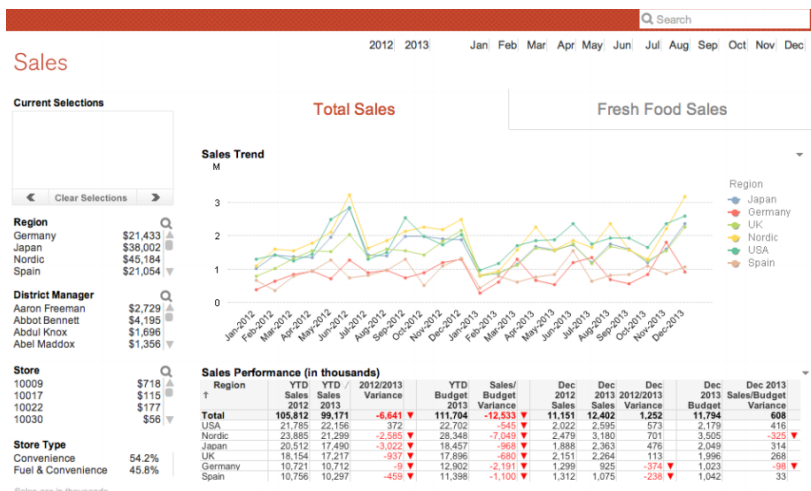 Search
2012 2013 Jan Feb Mar Apr May Jun Jul Aug Sep Oct Nov Dec
Sales
Current Selections
Clear Selections
Region
Germany $21,433
Japan $38,002
Nordic $45,184
Spain $21,054
District Manager
Aaron Freeman $2,729
Abbot Bennett $4,195
Abdul Knox $1,696
Abel Maddox $1,356
Store
10009 $718
10017 $115
10022 $177
10030 $56
Store Type
Convenience 54.2%
Fuel & Convenience 45.8%
Sales are in thousands
Total Sales Fresh Food Sales
Sales Trend
M
3
2
1
0
Jan-2012 Feb-2012 Mar-2012 Apr-2012 May-2012 Jun-2012 Jul-2012 Aug-2012 Sep-2012 Oct-2012 Nov-2012 Dec-2012 Jan-2013 Feb-2013 Mar-2013 Apr-2013 May-2013 Jun-2013 Jul-2013 Aug-2013 Sep-2013 Oct-2013 Nov-2013 Dec-2013
Region
Japan
Germany
UK
Nordic
USA
Spain
Sales Performance (in thousands)
Region YTD YTD / 2012/2013 YTD Sales/ Dec Dec Dec Dec 2013
↑ Sales Sales Variance Budget Budget 2012 2013 2012/2013 2013 Sales/Budget
2012 2013 2013 Variance Sales Sales Variance Budget Variance
Total 105,812 99,171 -6,641 ▼ 111,704 -12,533 ▼ 11,151 12,402 1,252 11,794 608
USA 21,785 22,156 372 22,702 -545 ▼ 2,022 2,595 573 2,179 416
Nordic 23,885 21,299 -2,585 ▼ 28,348 -7,049 ▼ 2,479 3,180 701 3,505 -325 ▼
Japan 20,512 17,490 -3,022 ▼ 18,457 -968 ▼ 1,888 2,363 476 2,049 314
UK 18,154 17,217 -937 ▼ 17,896 -680 ▼ 2,151 2,264 113 1,996 268
Germany 10,721 10,712 -9 ▼ 12,902 -2,191 ▼ 1,299 925 -374 ▼ 1,023 -98 ▼
Spain 10,756 10,297 -459 ▼ 11,398 -1,100 ▼ 1,312 1,075 -238 ▼ 1,042 33